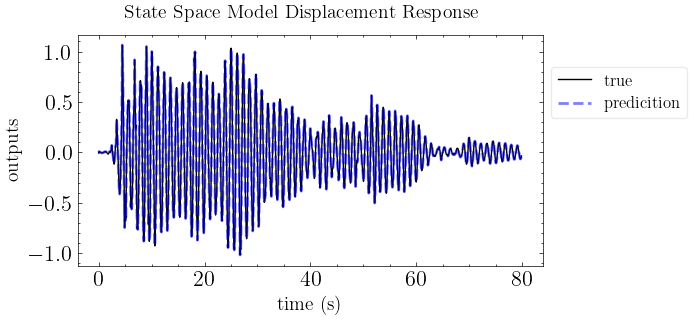 State Space Model Displacement Response
1.0
0.5
0.0
−0.5
−1.0
outputs
0 20 40 60 80
time (s)
true
predicition